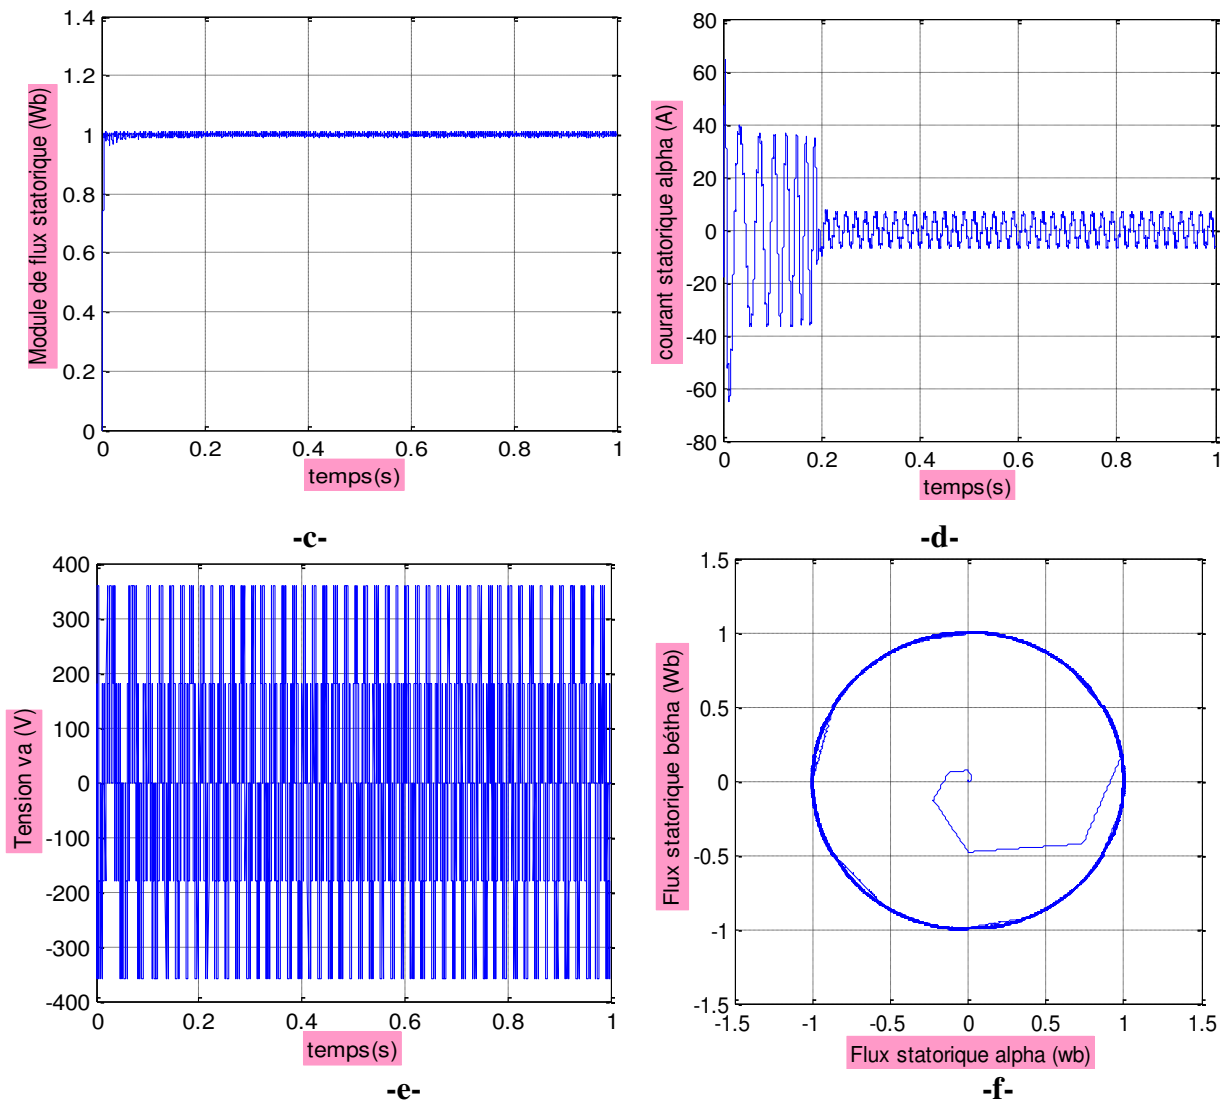 1.4
1.2
1
0.8
0.6
0.4
0.2
0
0 0.2 0.4 0.6 0.8 1
Module de flux statorique (Wb)
temps(s)
-c-
80
60
40
20
0
-20
-40
-60
-80
0 0.2 0.4 0.6 0.8 1
courant statorique alpha (A)
temps(s)
-d-
400
300
200
100
0
-100
-200
-300
-400
0 0.2 0.4 0.6 0.8 1
Tension va (V)
temps(s)
-e-
1.5
1
0.5
0
-0.5
-1
-1.5
-1.5 -1 -0.5 0 0.5 1 1.5
Flux statorique bétha (Wb)
Flux statorique alpha (wb)
-f-